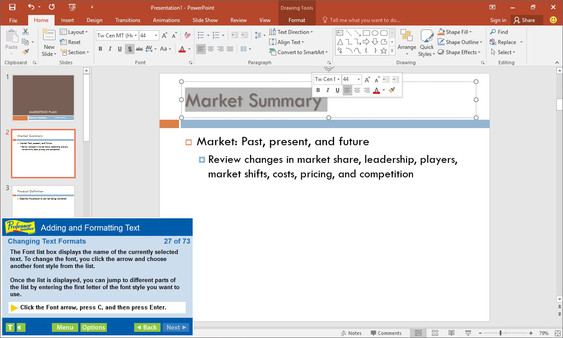 Presentation1 - PowerPoint
Drawing Tools
File Home Insert Design Transitions Animations Slide Show Review View Format Tell me what you want to do... Sign in Share
Paste
New Slide
Layout
Reset
Section
Tw Cen MT (H 44
Text Direction
Align Text
Convert to SmartArt
Arrange
Quick Styles
Shape Fill
Shape Outline
Shape Effects
Find
Replace
Select
Clipboard Slides Font Paragraph Drawing Editing
Tw Cen 44
B I U
1
MARKETING PLAN
2
Market Summary
3
Product Definition
Market Summary
Market: Past, present, and future
Review changes in market share, leadership, players,
market shifts, costs, pricing, and competition
Professor
Adding and Formatting Text
Changing Text Formats 27 of 73
The Font list box displays the name of the currently selected
text. To change the font, you click the arrow and choose
another font style from the list.
Once the list is displayed, you can jump to different parts of
the list by entering the first letter of the font style you want to
use.
Click the Font arrow, press C, and then press Enter.
T Menu Options Back Next
Notes Comments 79%